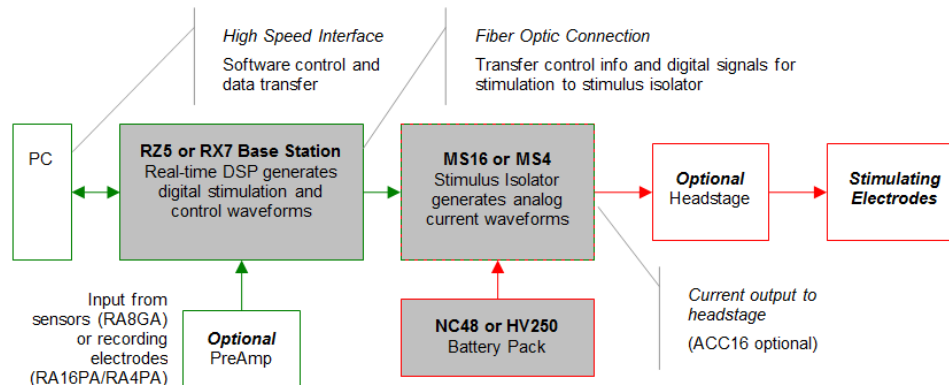 High Speed Interface
Software control and
data transfer
Fiber Optic Connection
Transfer control info and digital signals for
stimulation to stimulus isolator
PC
RZ5 or RX7 Base Station
Real-time DSP generates
digital stimulation and
control waveforms
MS16 or MS4
Stimulus Isolator
generates analog
current waveforms
Optional
Headstage
Stimulating
Electrodes
Input from
sensors (RA8GA)
or recording
electrodes
(RA16PA/RA4PA)
Optional
PreAmp
NC48 or HV250
Battery Pack
Current output to
headstage
(ACC16 optional)